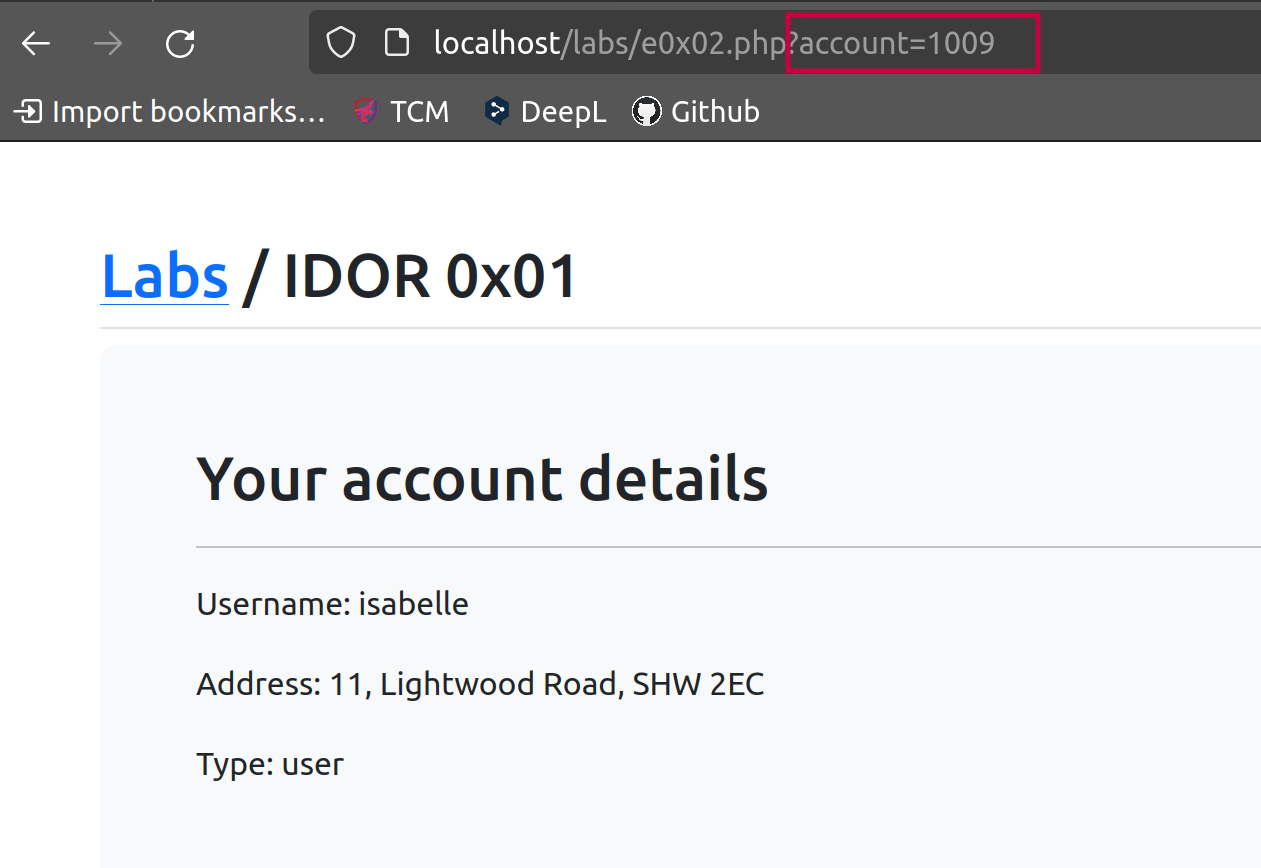 localhost/labs/e0x02.php?account=1009
Import bookmarks… TCM DeepL Github
Labs / IDOR 0x01
Your account details
Username: isabelle
Address: 11, Lightwood Road, SHW 2EC
Type: user